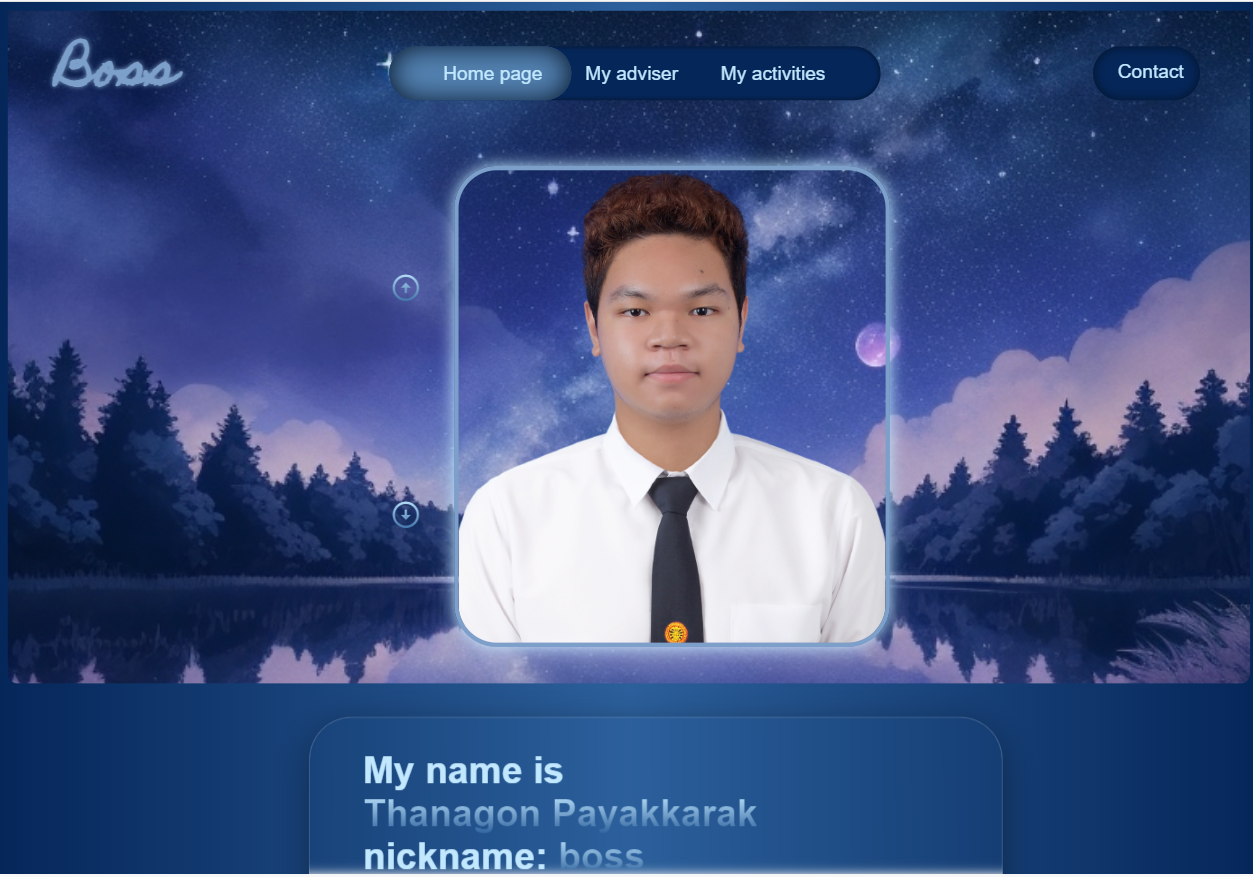 Boss
Home page
My adviser
My activities
Contact
My name is
Thanagon Payakkarak
nickname: boss